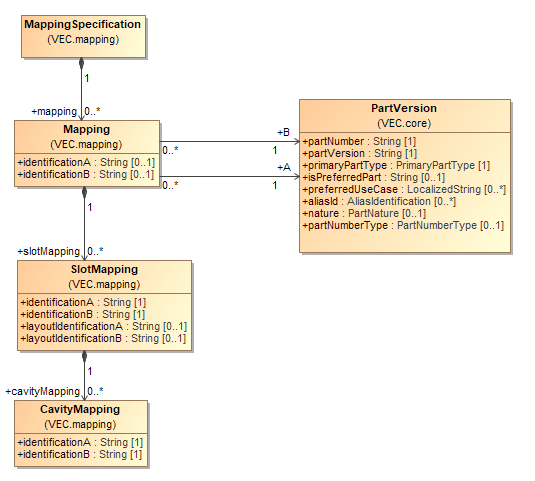 MappingSpecification
(VEC.mapping)
1
+mapping 0..*
Mapping
(VEC.mapping)
+identificationA : String [0..1]
+identificationB : String [0..1]
+B
0..* 1
+A
0..* 1
PartVersion
(VEC.core)
+partNumber : String [1]
+partVersion : String [1]
+primaryPartType : PrimaryPartType [1]
+isPreferredPart : String [0..1]
+preferredUseCase : LocalizedString [0..*]
+aliasId : AliasIdentification [0..*]
+nature : PartNature [0..1]
+partNumberType : PartNumberType [0..1]
1
+slotMapping 0..*
SlotMapping
(VEC.mapping)
+identificationA : String [1]
+identificationB : String [1]
+layoutIdentificationA : String [0..1]
+layoutIdentificationB : String [0..1]
1
+cavityMapping 0..*
CavityMapping
(VEC.mapping)
+identificationA : String [1]
+identificationB : String [1]